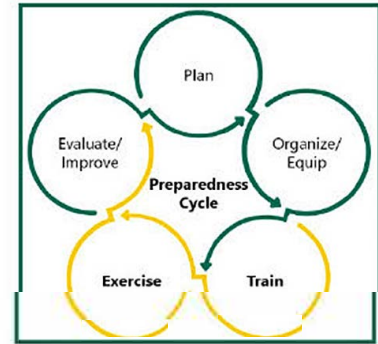 Plan
Organize/
Equip
Train
Exercise
Evaluate/
Improve
Preparedness
Cycle